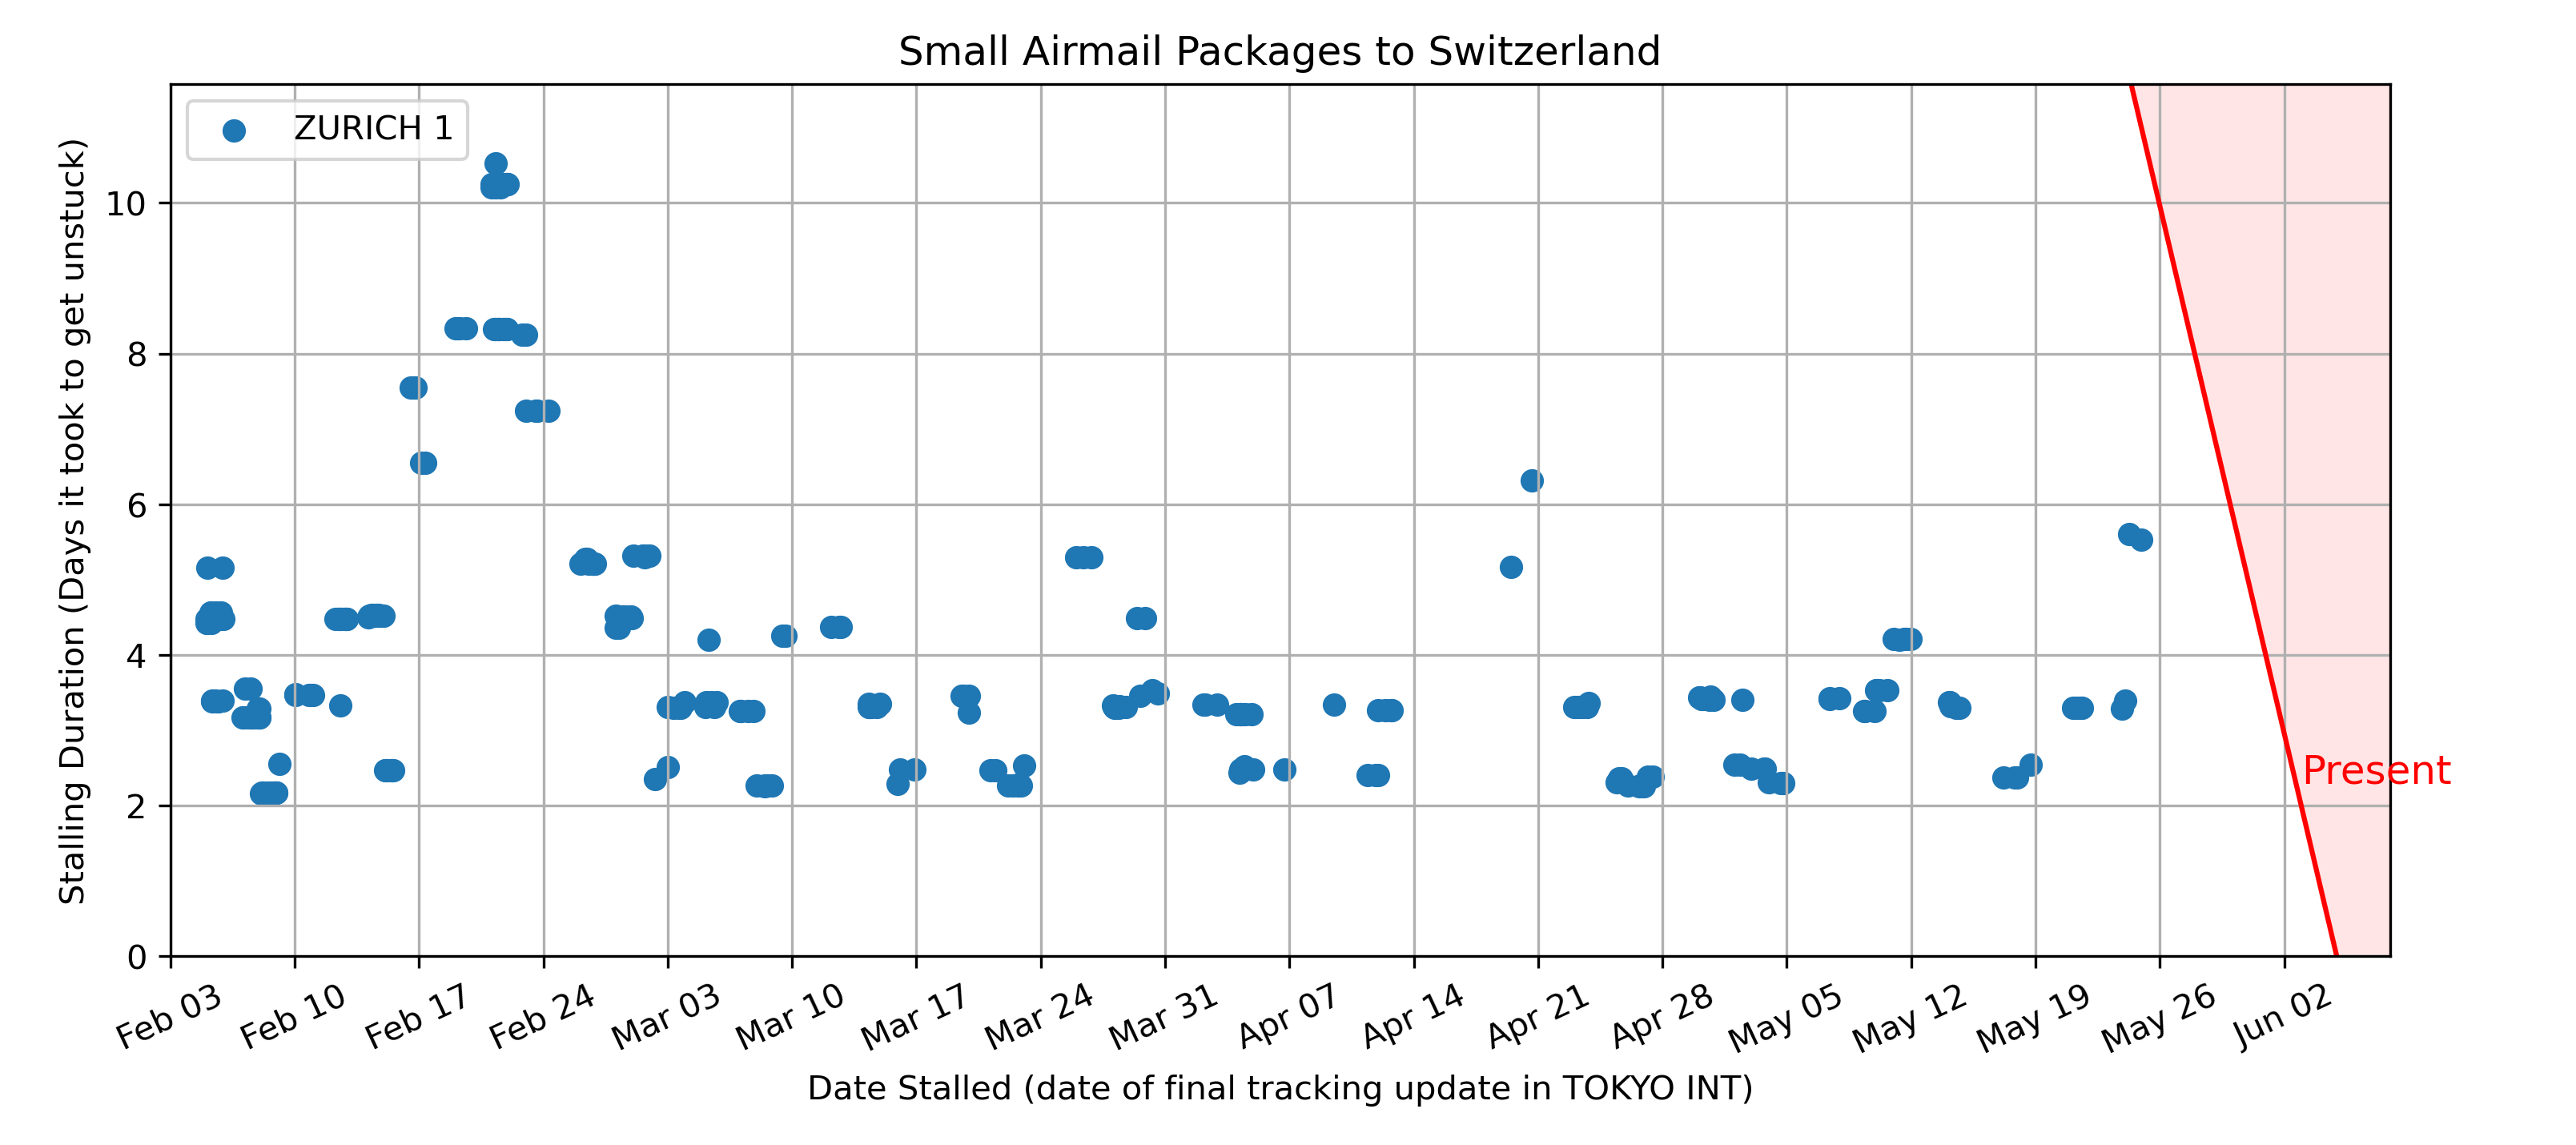 Small Airmail Packages to Switzerland
ZURICH 1
Stalling Duration (Days it took to get unstuck)
10
8
6
4
2
0
Present
Feb 03
Feb 10
Feb 17
Feb 24
Mar 03
Mar 10
Mar 17
Mar 24
Mar 31
Apr 07
Apr 14
Apr 21
Apr 28
May 05
May 12
May 19
May 26
Jun 02
Date Stalled (date of final tracking update in TOKYO INT)